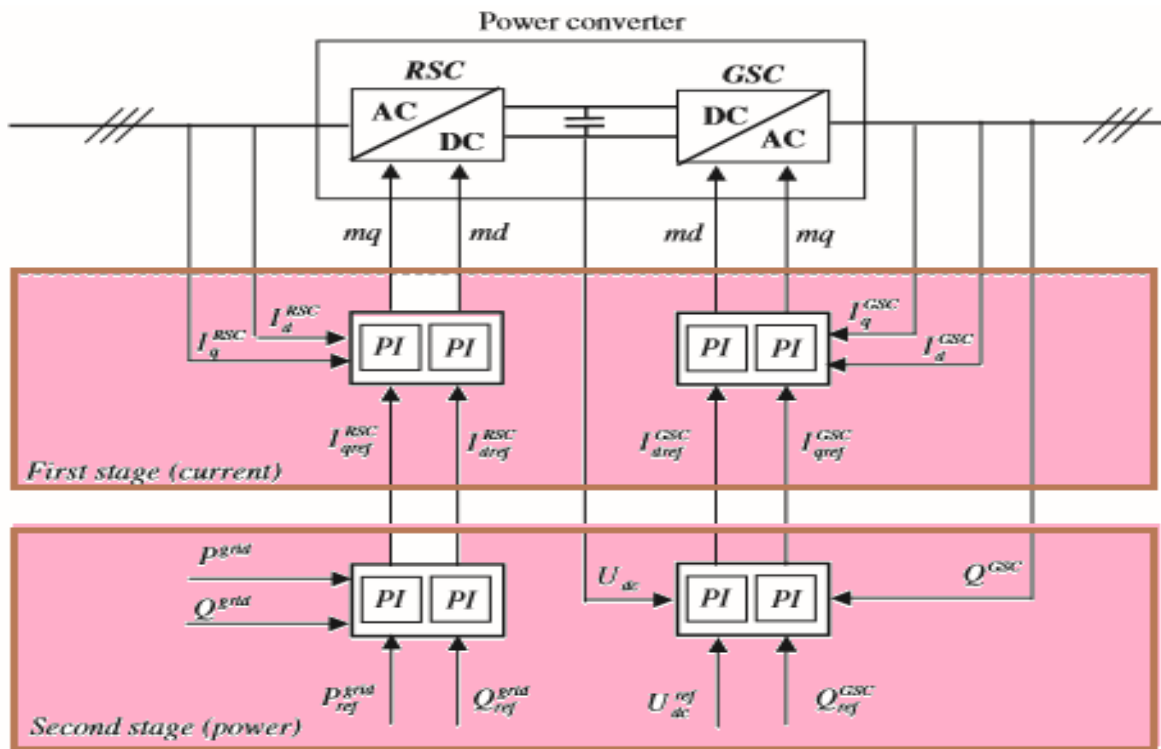 Power converter
RSC GSC
AC DC
DC AC
mq md md mq
I_d^RSC I_q^GSC
I_q^RSC PI PI PI PI I_d^GSC
I_qref^RSC I_dref^RSC I_dref^GSC I_qref^GSC
First stage (current)
P^grid U_dc Q^GSC
Q^grid PI PI PI PI
P_ref^grid Q_ref^grid U_dc^ref Q_ref^GSC
Second stage (power)